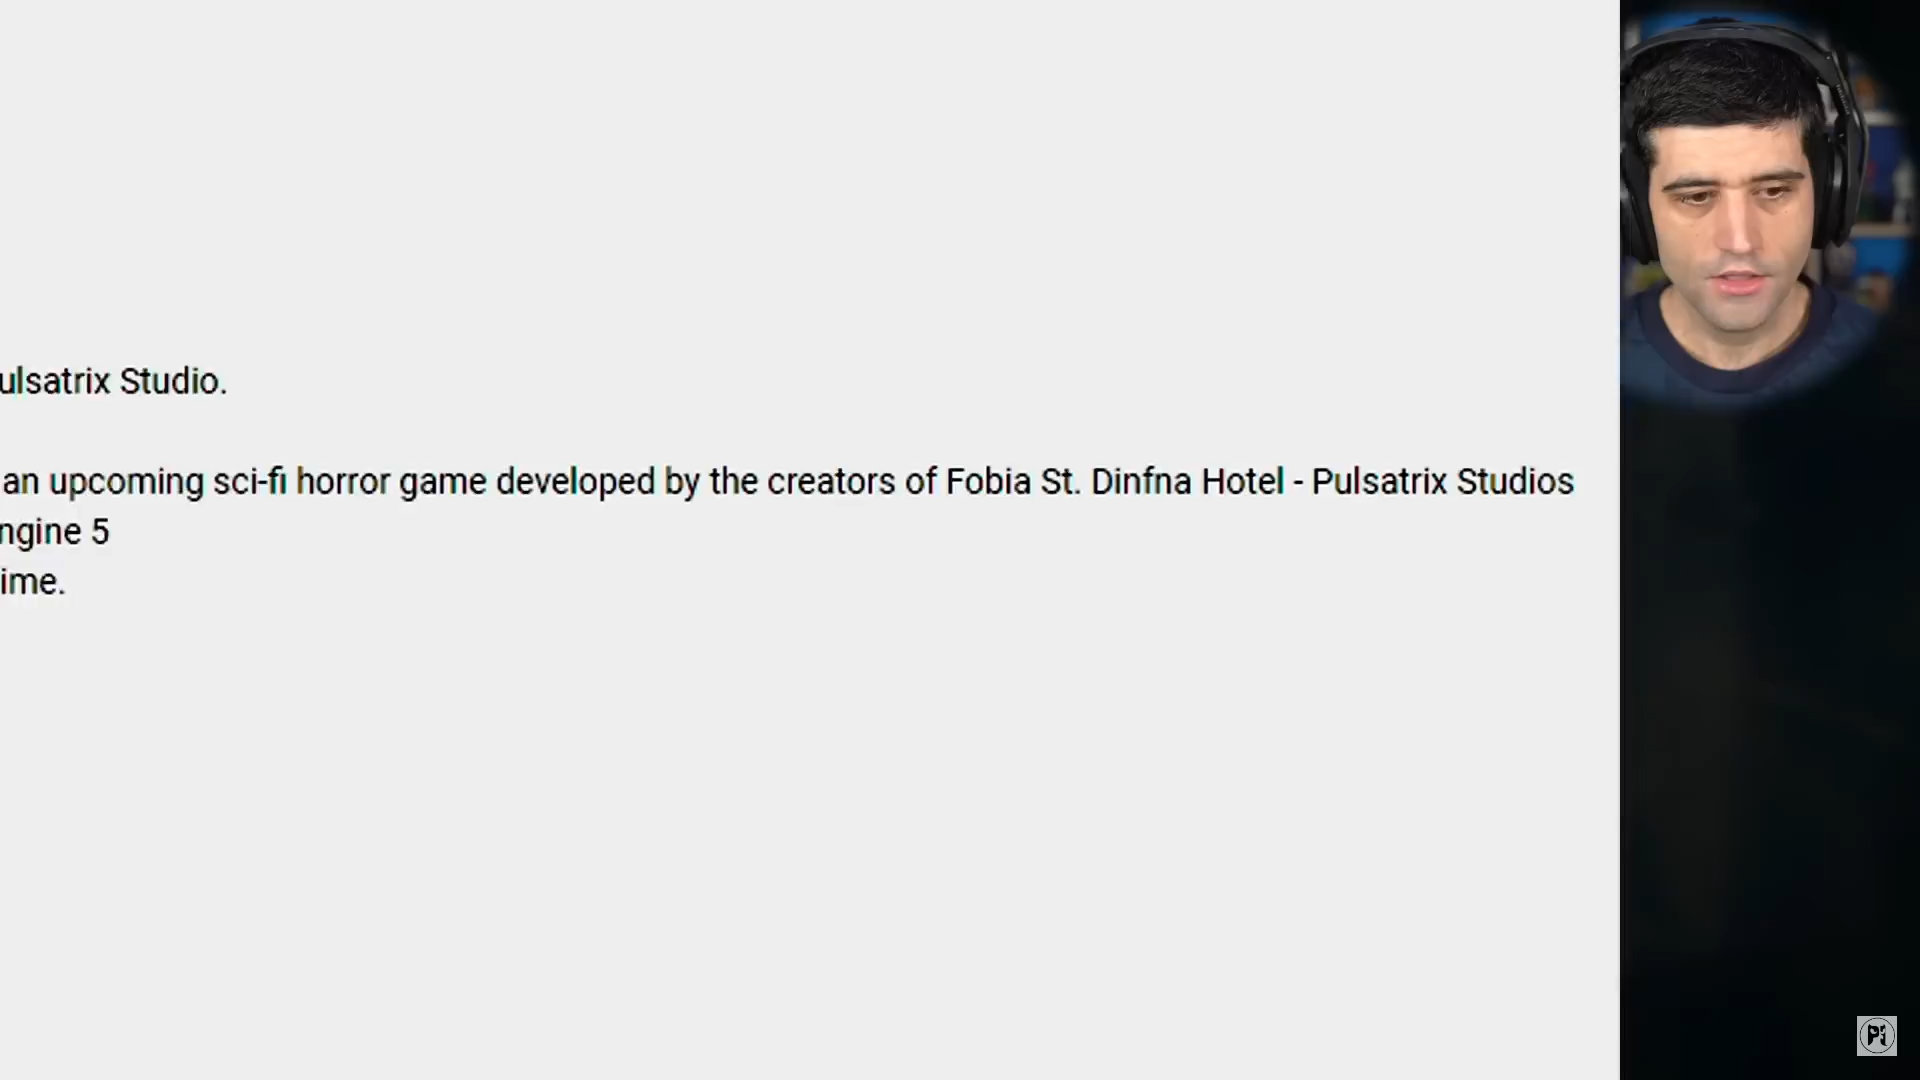 ulsatrix Studio.
an upcoming sci-fi horror game developed by the creators of Fobia St. Dinfna Hotel - Pulsatrix Studios
ngine 5
ime.